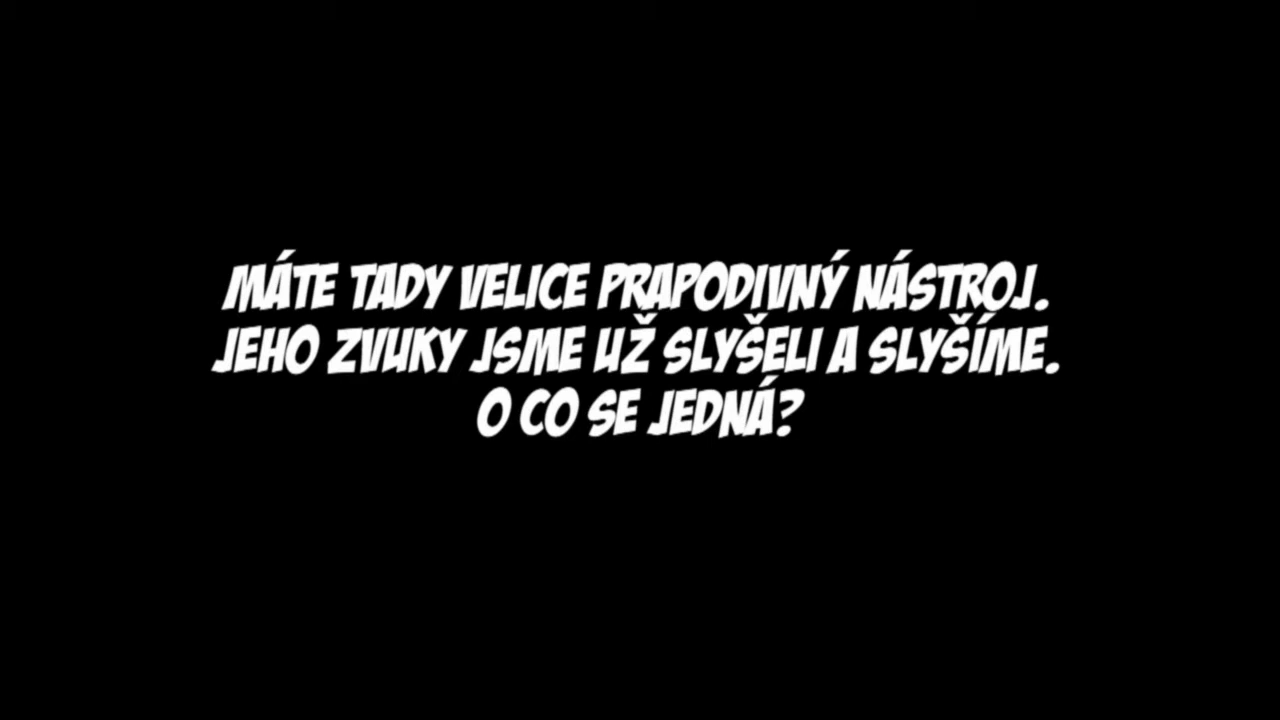 MÁTE TADY VELICE PRAPODIVNÝ NÁSTROJ.
JEHO ZVUKY JSME UŽ SLYŠELI A SLYŠÍME.
O CO SE JEDNÁ?